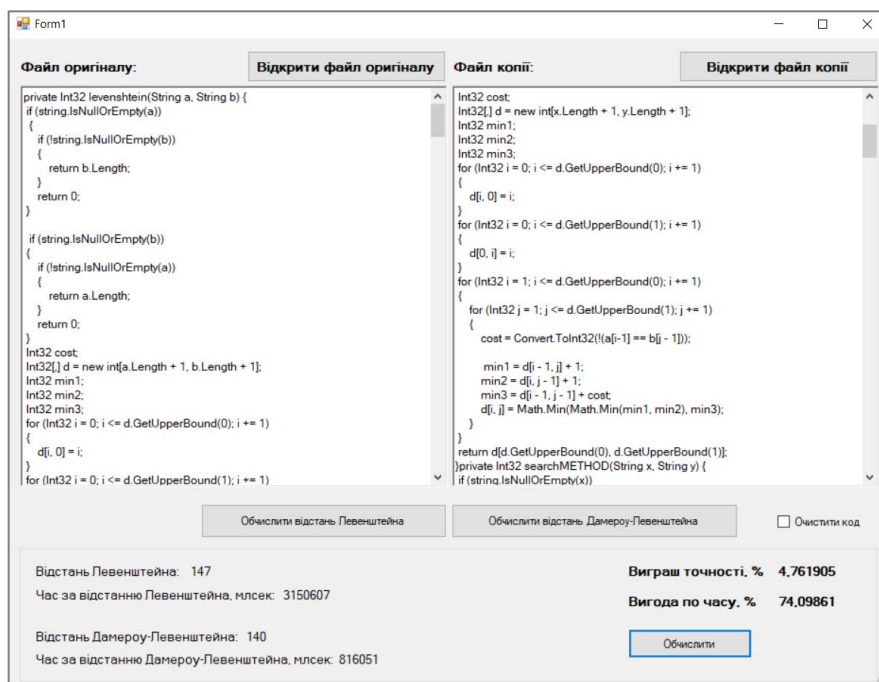 Form1
Файл оригіналу:
Відкрити файл оригіналу
Файл копії:
Відкрити файл копії
private Int32 levenshtein(String a, String b) {
if (string.IsNullOrEmpty(a))
{
if (!string.IsNullOrEmpty(b))
{
return b.Length;
}
return 0;
}
if (string.IsNullOrEmpty(b))
{
if (!string.IsNullOrEmpty(a))
{
return a.Length;
}
return 0;
}
Int32 cost;
Int32[,] d = new int[a.Length + 1, b.Length + 1];
Int32 min1;
Int32 min2;
Int32 min3;
for (Int32 i = 0; i <= d.GetUpperBound(0); i += 1)
{
d[i, 0] = i;
}
for (Int32 i = 0; i <= d.GetUpperBound(1); i += 1)
Int32 cost;
Int32[,] d = new int[x.Length + 1, y.Length + 1];
Int32 min1;
Int32 min2;
Int32 min3;
for (Int32 i = 0; i <= d.GetUpperBound(0); i += 1)
{
d[i, 0] = i;
}
for (Int32 i = 0; i <= d.GetUpperBound(1); i += 1)
{
d[0, i] = i;
}
for (Int32 i = 1; i <= d.GetUpperBound(0); i += 1)
{
for (Int32 j = 1; j <= d.GetUpperBound(1); j += 1)
{
cost = Convert.ToInt32(!(a[i-1] == b[j - 1]));
min1 = d[i - 1, j] + 1;
min2 = d[i, j - 1] + 1;
min3 = d[i - 1, j - 1] + cost;
d[i, j] = Math.Min(Math.Min(min1, min2), min3);
}
}
return d[d.GetUpperBound(0), d.GetUpperBound(1)];
}private Int32 searchMETHOD(String x, String y) {
if (string.IsNullOrEmpty(x))
Обчислити відстань Левенштейна
Обчислити відстань Дамероу-Левенштейна
Очистити код
Відстань Левенштейна: 147
Час за відстанню Левенштейна, млсек: 3150607
Відстань Дамероу-Левенштейна: 140
Час за відстанню Дамероу-Левенштейна, млсек: 816051
Виграш точності, % 4,761905
Вигода по часу, % 74,09861
Обчислити